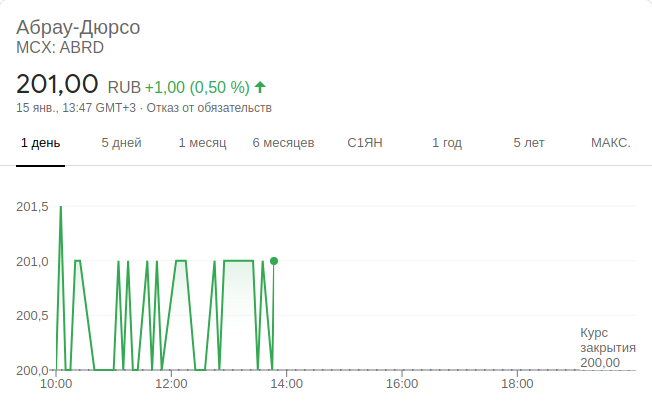 Абрау-Дюрсо
MCX: ABRD
201,00 RUB +1,00 (0,50 %)
15 янв., 13:47 GMT+3 · Отказ от обязательств
1 день 5 дней 1 месяц 6 месяцев С1ЯН 1 год 5 лет МАКС.
201,5
201,0
200,5
200,0
Курс
закрытия
200,00
10:00 12:00 14:00 16:00 18:00